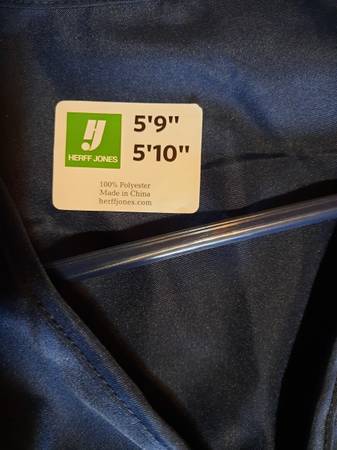 HJ
HERFF JONES
5'9"
5'10"
100% Polyester
Made in China
herffjones.com